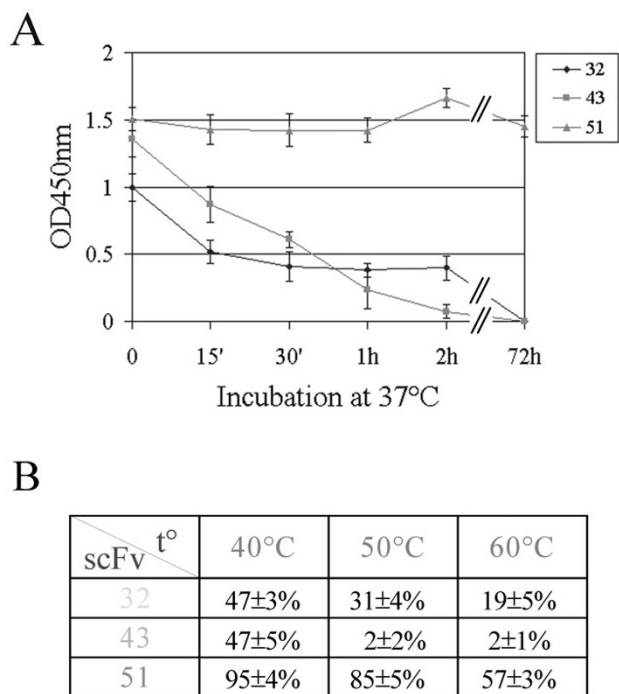 A
2
1.5
1
0.5
0
OD450nm
0
15'
30'
1h
2h
72h
Incubation at 37°C
32
43
51
B
scFv t° 40°C 50°C 60°C
32 47±3% 31±4% 19±5%
43 47±5% 2±2% 2±1%
51 95±4% 85±5% 57±3%